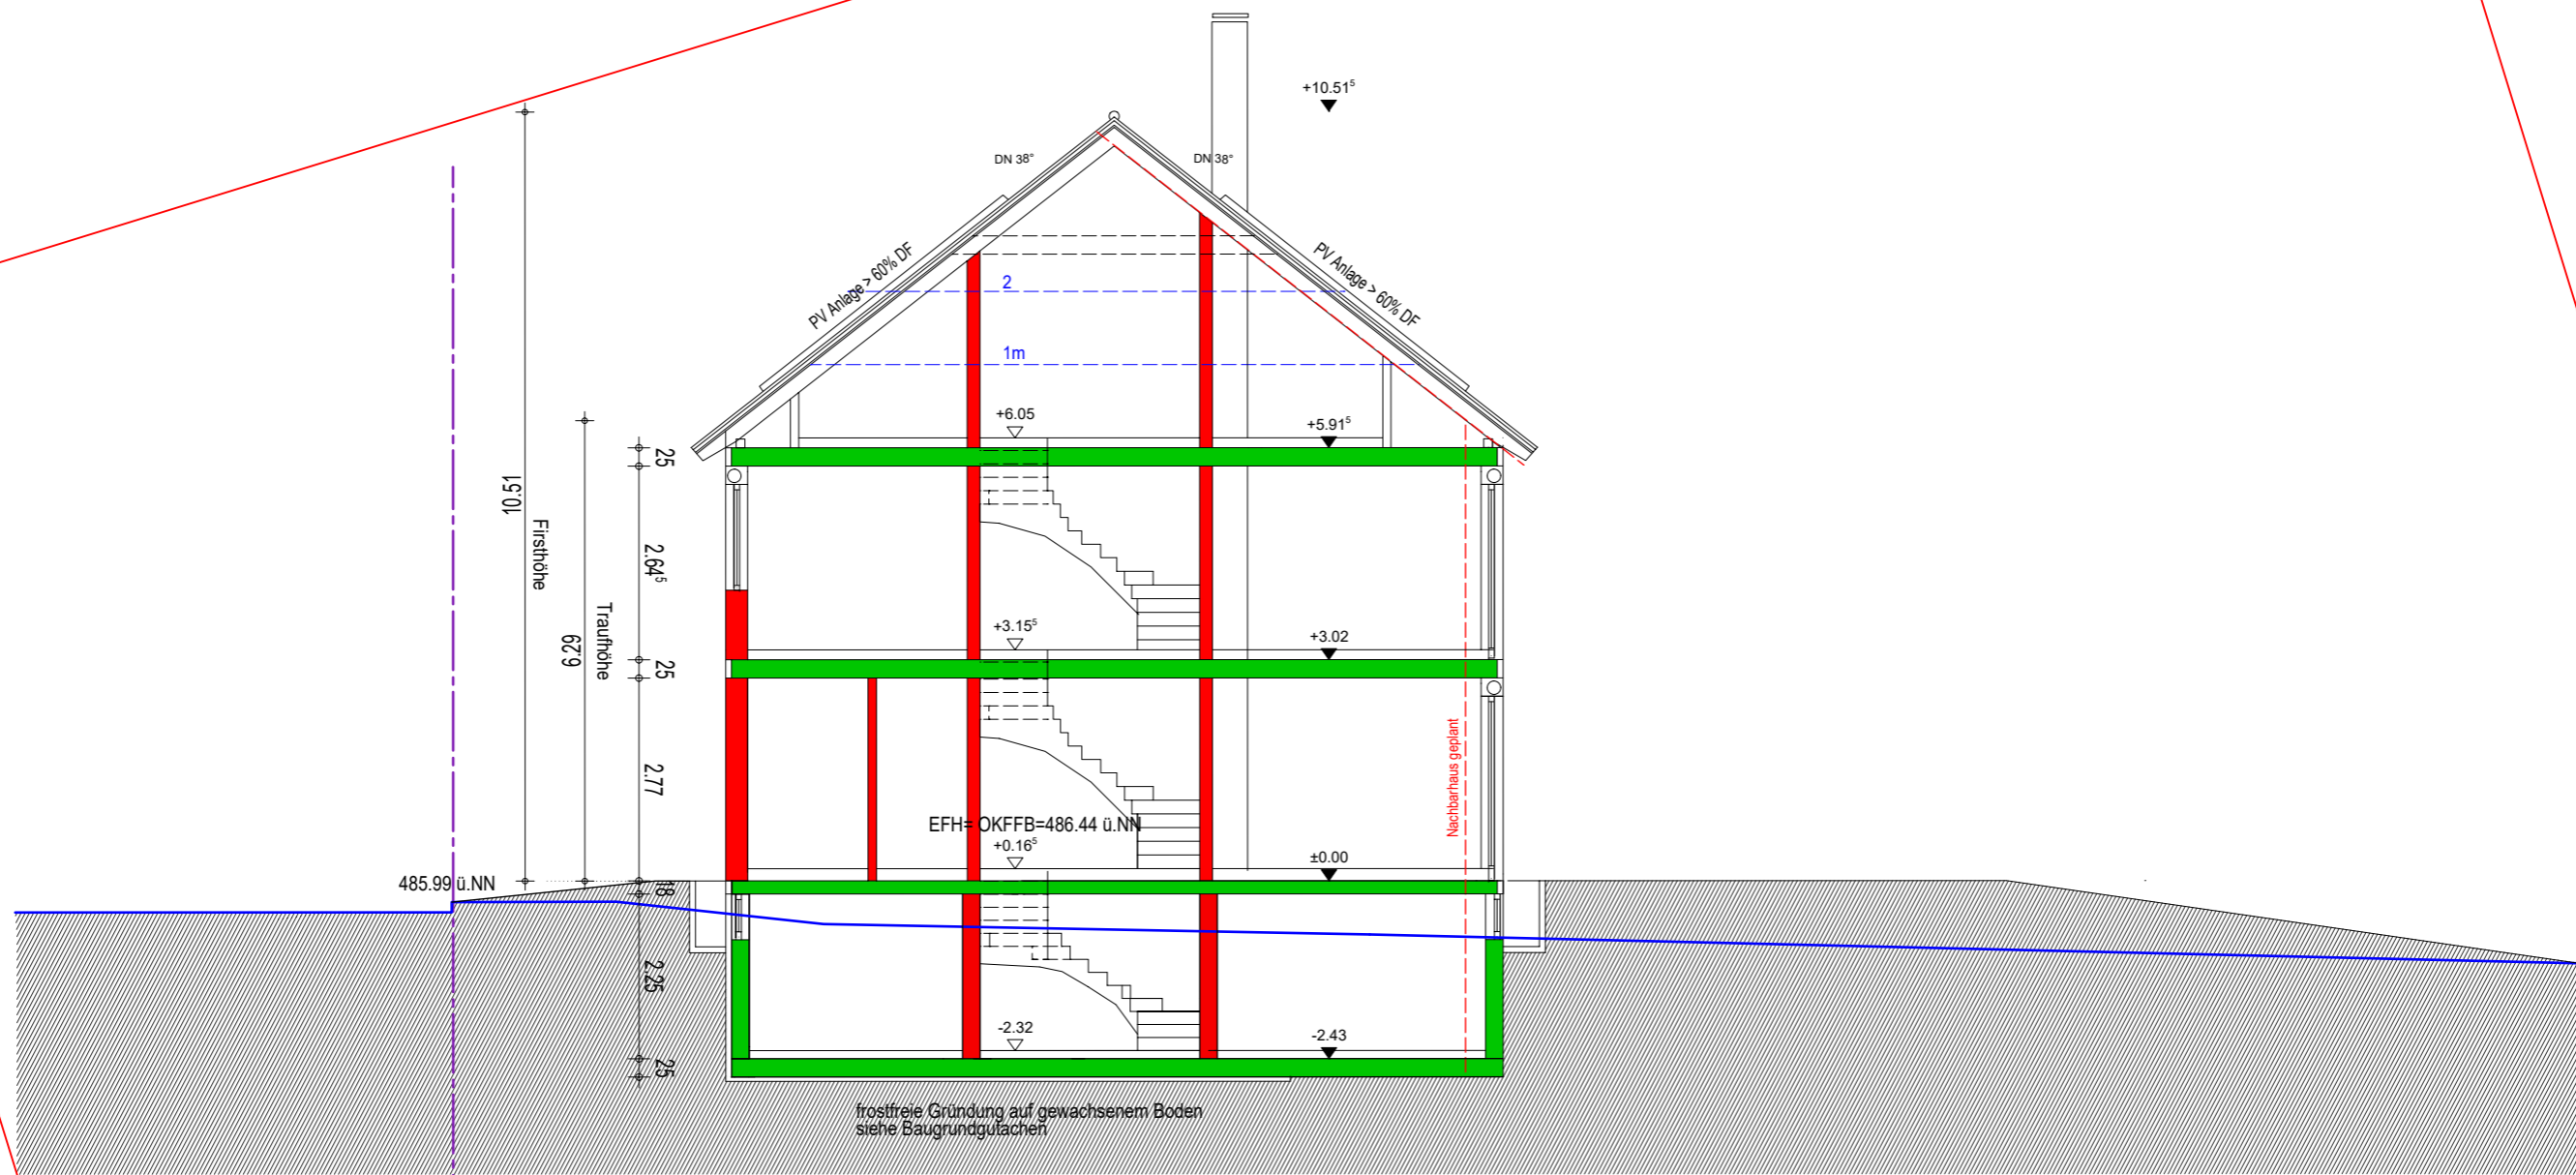 +10.51⁵
DN 38°
DN 38°
PV Anlage > 60% DF
PV Anlage > 60% DF
2
1m
+6.05
+5.91⁵
25
10.51
Firsthöhe
2.64⁵
Traufhöhe
6.29
+3.15⁵
+3.02
25
Nachbarhaus geplant
2.77
EFH= OKFFB=486.44 ü.NN
+0.16⁵
±0.00
485.99 ü.NN
18
2.25
-2.32
-2.43
25
frostfreie Gründung auf gewachsenem Boden
siehe Baugrundgutachen